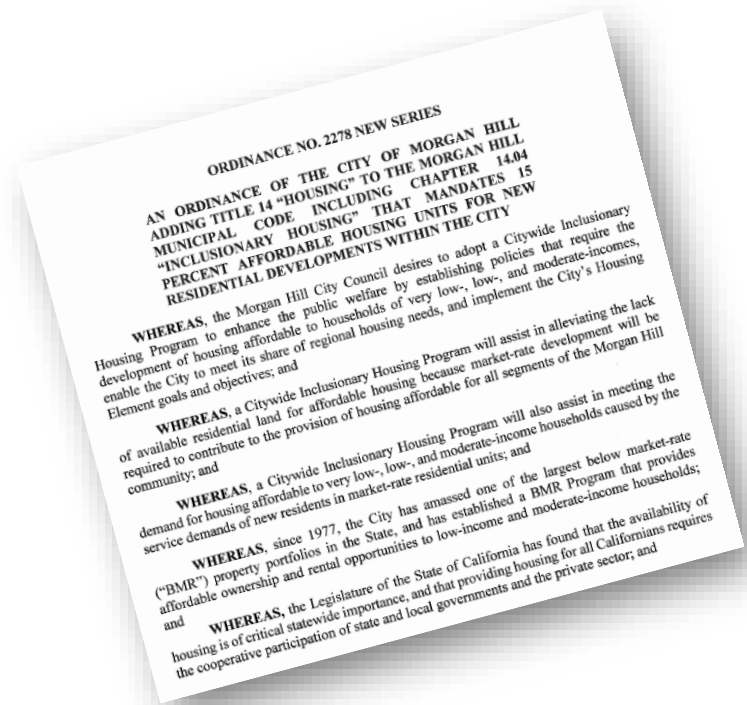 ORDINANCE NO. 2278 NEW SERIES
AN ORDINANCE OF THE CITY OF MORGAN HILL
ADDING TITLE 14 “HOUSING” TO THE MORGAN HILL
MUNICIPAL CODE INCLUDING CHAPTER 14.04
“INCLUSIONARY HOUSING” THAT MANDATES 15
PERCENT AFFORDABLE HOUSING UNITS FOR NEW
RESIDENTIAL DEVELOPMENTS WITHIN THE CITY
WHEREAS, the Morgan Hill City Council desires to adopt a Citywide Inclusionary
Housing Program to enhance the public welfare by establishing policies that require the
development of housing affordable to households of very low-, low-, and moderate-incomes,
enable the City to meet its share of regional housing needs, and implement the City’s Housing
Element goals and objectives; and
WHEREAS, a Citywide Inclusionary Housing Program will assist in alleviating the lack
of available residential land for affordable housing because market-rate development will be
required to contribute to the provision of housing affordable for all segments of the Morgan Hill
community; and
WHEREAS, a Citywide Inclusionary Housing Program will also assist in meeting the
demand for housing affordable to very low-, low-, and moderate-income households caused by the
service demands of new residents in market-rate residential units; and
WHEREAS, since 1977, the City has amassed one of the largest below market-rate
(“BMR”) property portfolios in the State, and has established a BMR Program that provides
affordable ownership and rental opportunities to low-income and moderate-income households;
and
WHEREAS, the Legislature of the State of California has found that the availability of
housing is of critical statewide importance, and that providing housing for all Californians requires
the cooperative participation of state and local governments and the private sector; and